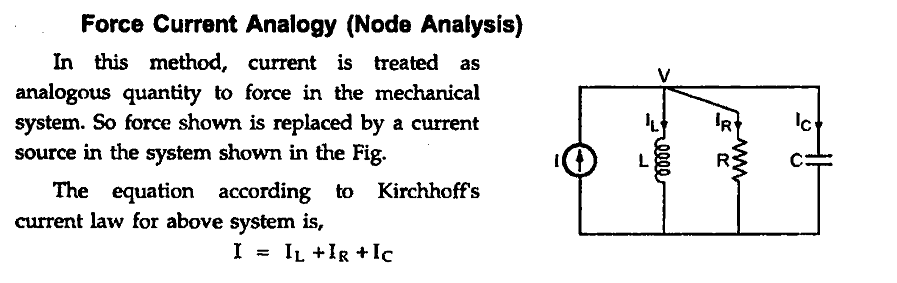 Force Current Analogy (Node Analysis)
In this method, current is treated as
analogous quantity to force in the mechanical
system. So force shown is replaced by a current
source in the system shown in the Fig.
The equation according to Kirchhoff's
current law for above system is,
I = IL +IR +IC
V
IL
IR
IC
I
L
R
C